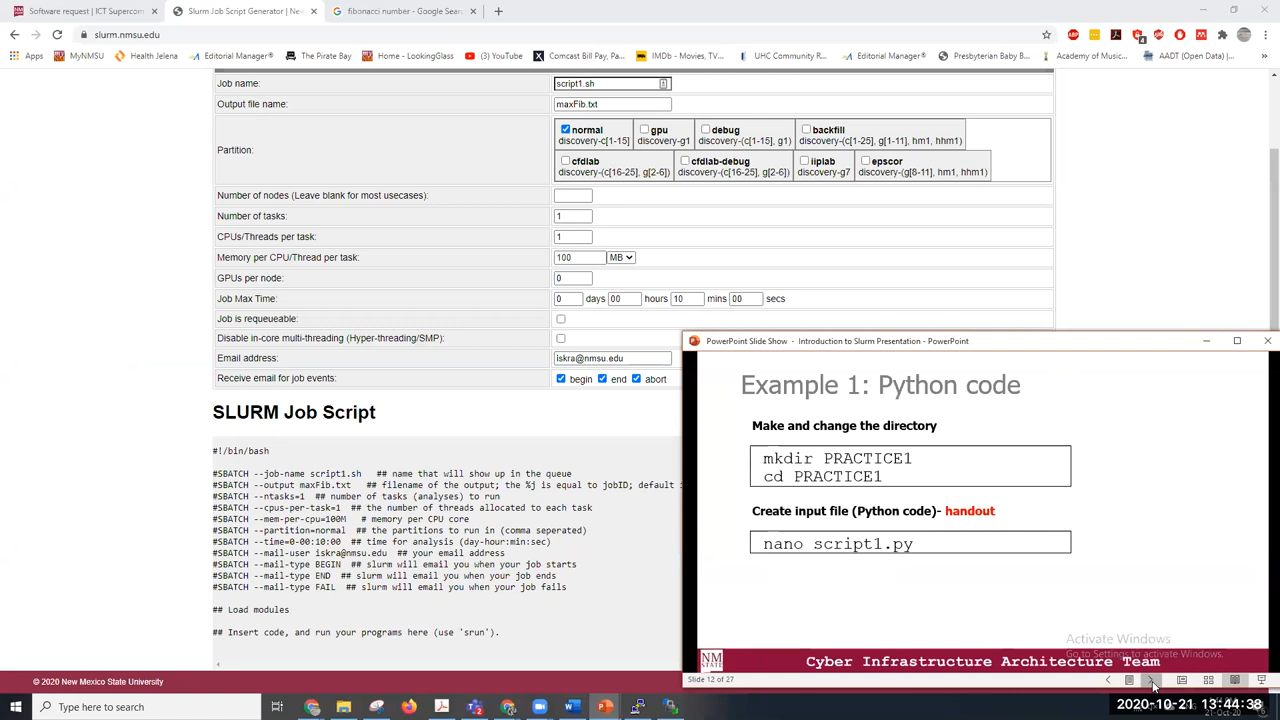 Software request | ICT Supercom
Slurm Job Script Generator | Ne
fibonacci number - Google Sear
slurm.nmsu.edu
Apps
MyNMSU
Health Jelena
Editorial Manager®
The Pirate Bay
Home - LookingGlass
(3) YouTube
Comcast Bill Pay, Pa...
IMDb - Movies, TV,...
UHC Community...
Editorial Manager®
Presbyterian Baby B...
Academy of Music...
AADT (Open Data) |...
Job name: script1.sh
Output file name: maxFib.txt
Partition:
normal
discovery-c[1-15]
gpu
discovery-g1
debug
discovery-(c[1-15], g1)
backfill
discovery-(c[1-25], g[1-11], hm1, hhm1)
cfdlab
discovery-(c[16-25], g[2-6])
cfdlab-debug
discovery-(c[16-25], g[2-6])
iiplab
discovery-g7
epscor
discovery-(g[8-11], hm1, hhm1)
Number of nodes (Leave blank for most usecases):
Number of tasks: 1
CPUs/Threads per task: 1
Memory per CPU/Thread per task: 100 MB
GPUs per node: 0
Job Max Time: 0 days 00 hours 10 mins 00 secs
Job is requeueable:
Disable in-core multi-threading (Hyper-threading/SMP):
Email address: iskra@nmsu.edu
Receive email for job events: begin end abort
SLURM Job Script
#!/bin/bash
#SBATCH --job-name script1.sh ## name that will show up in the queue
#SBATCH --output maxFib.txt ## filename of the output; the %j is equal to jobID; default i
#SBATCH --ntasks=1 ## number of tasks (analyses) to run
#SBATCH --cpus-per-task=1 ## the number of threads allocated to each task
#SBATCH --mem-per-cpu=100M # memory per CPU core
#SBATCH --partition=normal ## the partitions to run in (comma seperated)
#SBATCH --time=0-00:10:00 ## time for analysis (day-hour:min:sec)
#SBATCH --mail-user iskra@nmsu.edu ## your email address
#SBATCH --mail-type BEGIN ## slurm will email you when your job starts
#SBATCH --mail-type END ## slurm will email you when your job ends
#SBATCH --mail-type FAIL ## slurm will email you when your job fails
## Load modules
## Insert code, and run your programs here (use 'srun').
© 2020 New Mexico State University
PowerPoint Slide Show - Introduction to Slurm Presentation - PowerPoint
Example 1: Python code
Make and change the directory
mkdir PRACTICE1
cd PRACTICE1
Create input file (Python code)- handout
nano script1.py
Activate Windows
Go to Settings to activate Windows.
NM
STATE
Cyber Infrastructure Architecture Team
Slide 12 of 27
Type here to search
2020-10-21 13:44:38